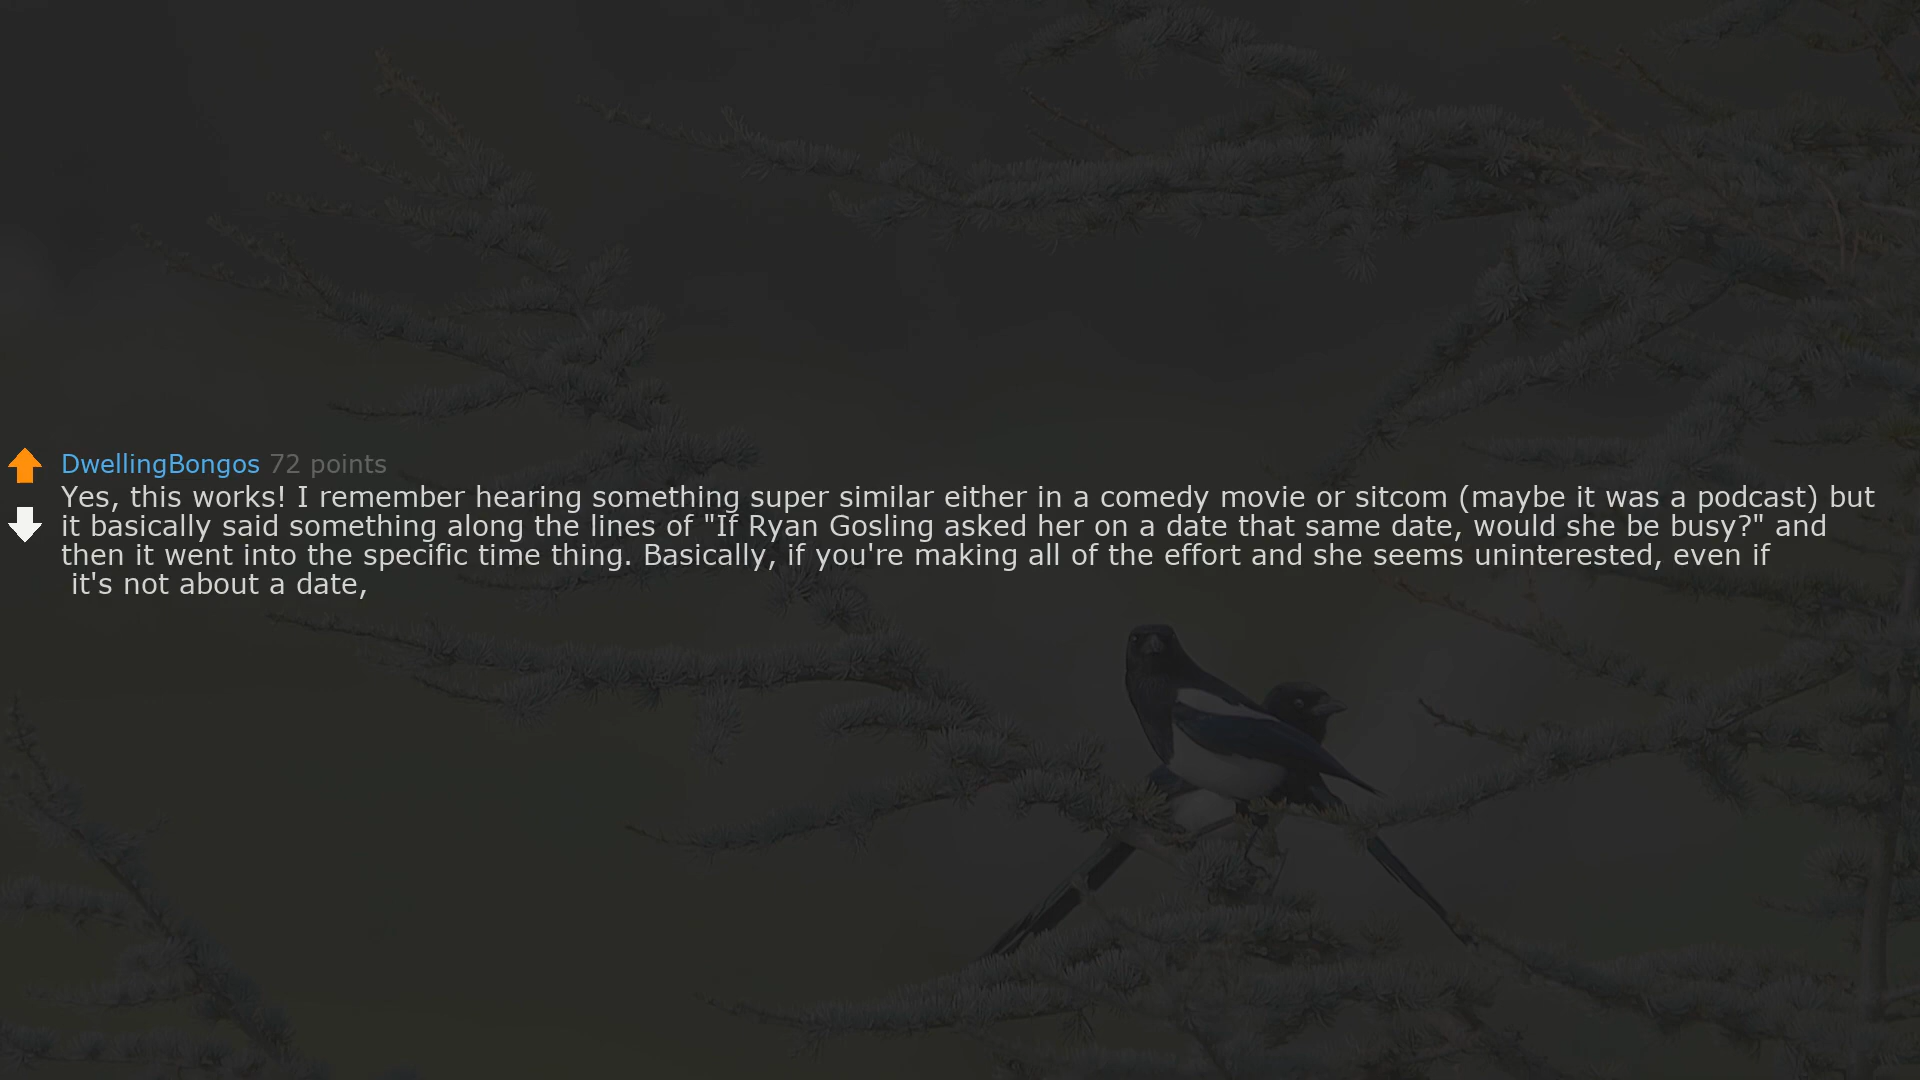 DwellingBongos 72 points
Yes, this works! I remember hearing something super similar either in a comedy movie or sitcom (maybe it was a podcast) but
it basically said something along the lines of "If Ryan Gosling asked her on a date that same date, would she be busy?" and
then it went into the specific time thing. Basically, if you're making all of the effort and she seems uninterested, even if
it's not about a date,